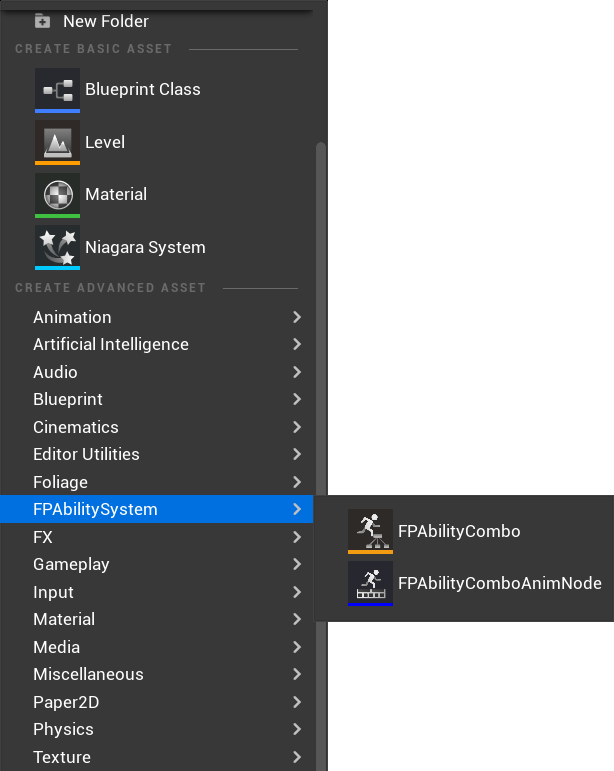 New Folder
CREATE BASIC ASSET
Blueprint Class
Level
Material
Niagara System
CREATE ADVANCED ASSET
Animation
Artificial Intelligence
Audio
Blueprint
Cinematics
Editor Utilities
Foliage
FPAbilitySystem
FX
Gameplay
Input
Material
Media
Miscellaneous
Paper2D
Physics
Texture
FPAbilityCombo
FPAbilityComboAnimNode